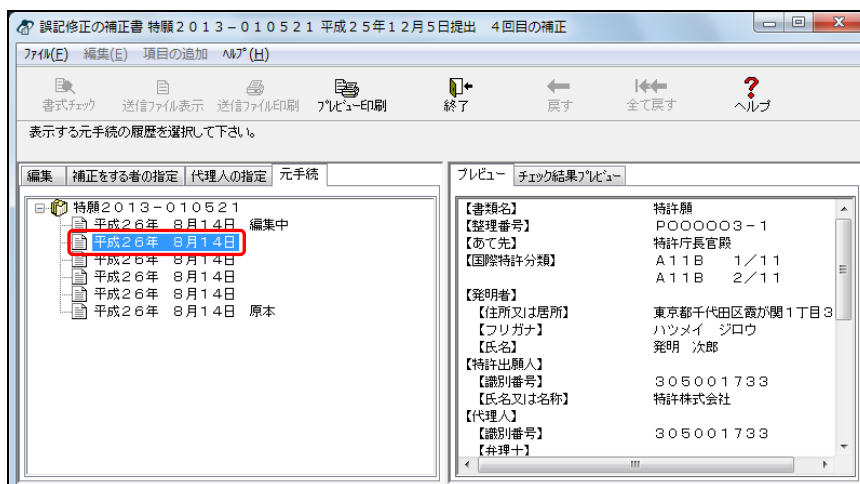 誤記修正の補正書 特願２０１３－０１０５２１ 平成２５年１２月５日提出　４回目の補正
ﾌｧｲﾙ(F)　編集(E)　項目の追加　ﾍﾙﾌﾟ(H)
書式ﾁｪｯｸ　送信ﾌｧｲﾙ表示　送信ﾌｧｲﾙ印刷　ﾌﾟﾚﾋﾞｭｰ印刷　終了　戻す　全て戻す　ヘルプ
表示する元手続の履歴を選択して下さい。
編集　補正をする者の指定　代理人の指定　元手続
特願２０１３－０１０５２１
平成２６年　８月１４日　編集中
平成２６年　８月１４日
平成２６年　８月１４日
平成２６年　８月１４日
平成２６年　８月１４日
平成２６年　８月１４日　原本
プレビュー　チェック結果ﾌﾟﾚﾋﾞｭｰ
【書類名】　特許願
【整理番号】　Ｐ０００００３－１
【あて先】　特許庁長官殿
【国際特許分類】　Ａ１１Ｂ　１／１１
Ａ１１Ｂ　２／１１
【発明者】
【住所又は居所】　東京都千代田区霞が関１丁目３
【フリガナ】　ハツメイ　ジロウ
【氏名】　発明　次郎
【特許出願人】
【識別番号】　３０５００１７３３
【氏名又は名称】　特許株式会社
【代理人】
【識別番号】　３０５００１７３３
【弁理士】